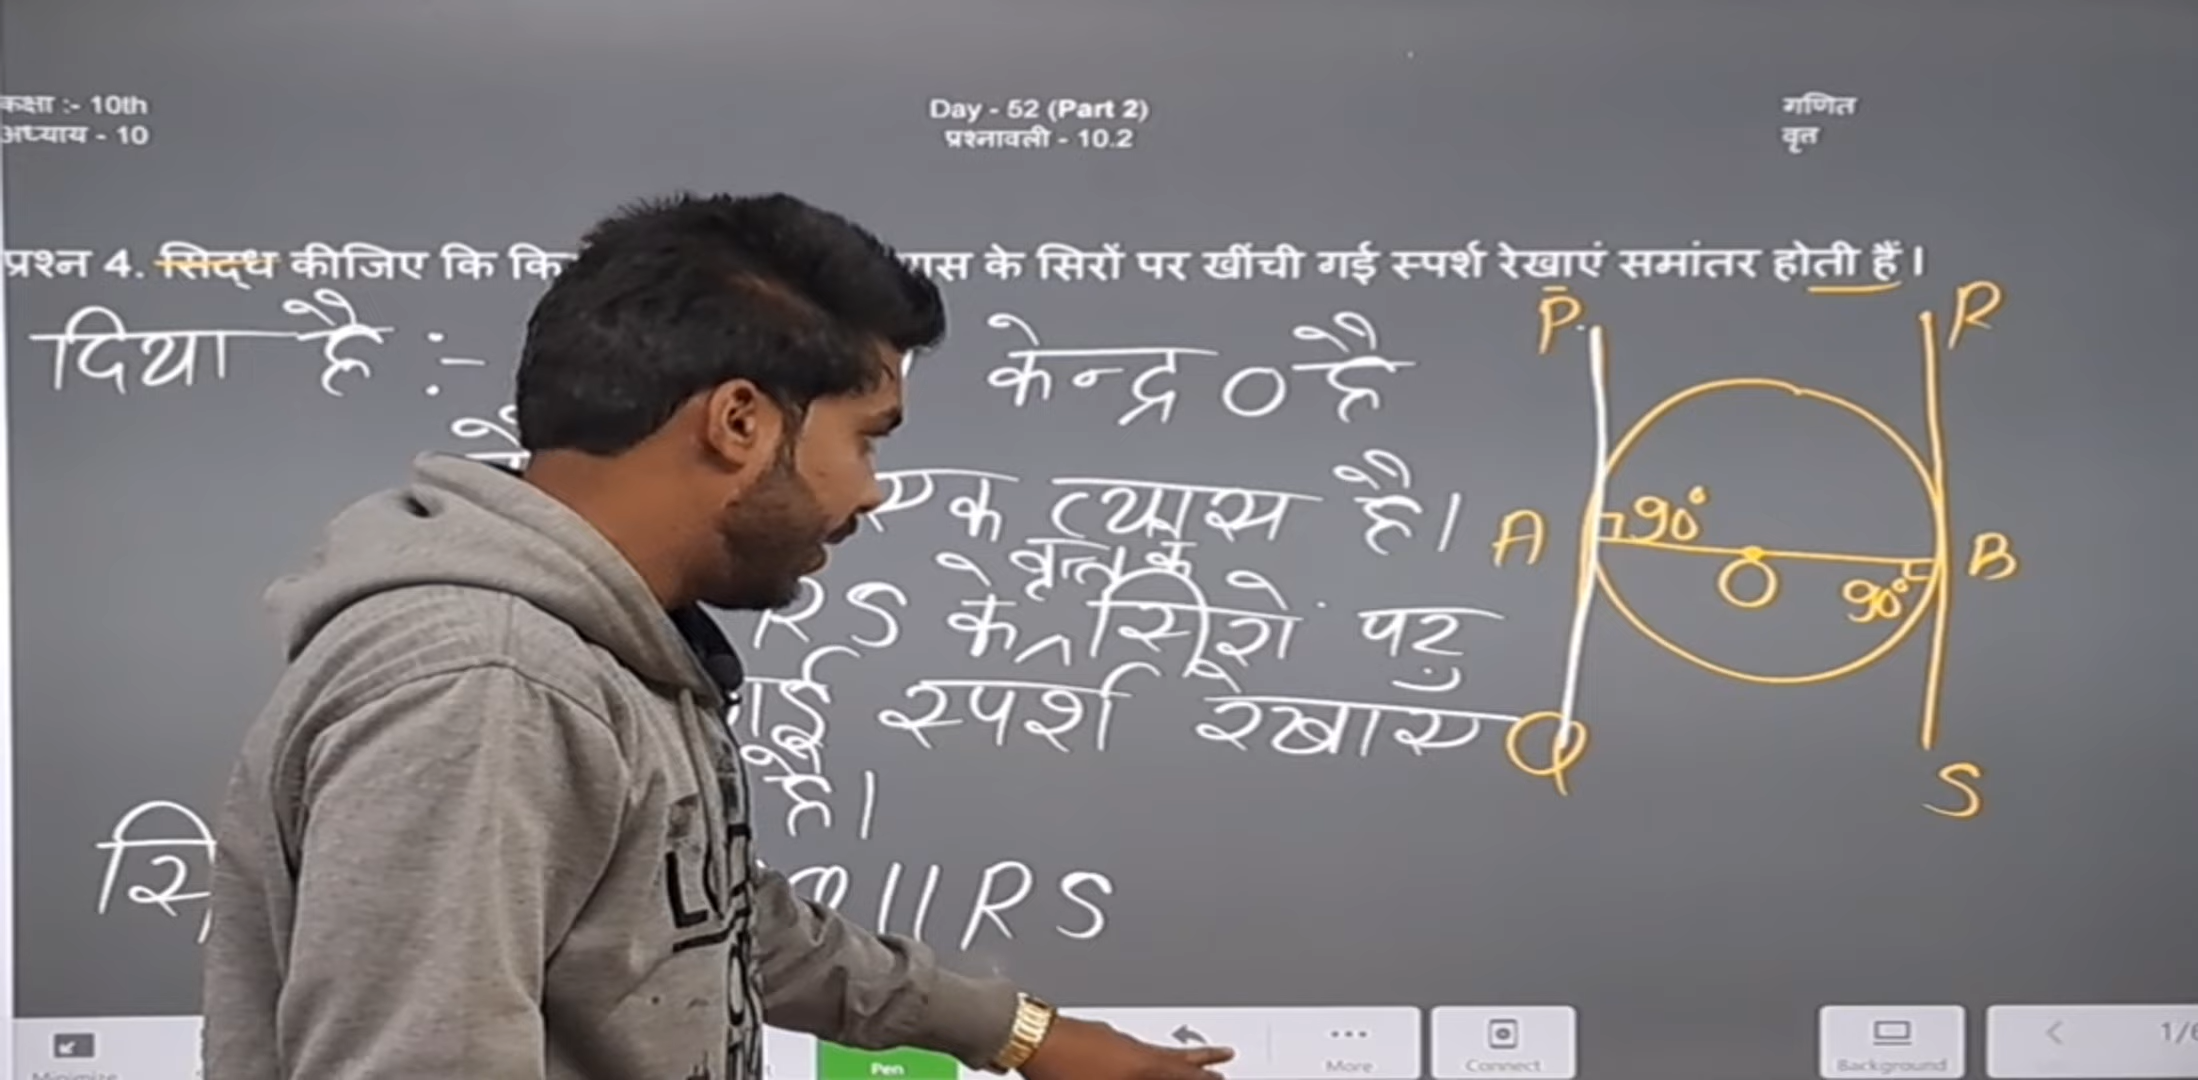 कक्षा :- 10th
अध्याय - 10
Day - 52 (Part 2)
प्रश्नावली - 10.2
गणित
वृत
प्रश्न 4. सिद्ध कीजिए कि के सिरों पर खींची गई स्पर्श रेखाएं समांतर होती हैं।
दिया है :- केन्द्र O है
एक व्यास है।
वृत्त के
RS के सिरों पर
स्पर्श रेखाए
है।
|| RS
P
R
A
90°
O
90°
B
Q
S
Minimize
Pen
More
Connect
Background